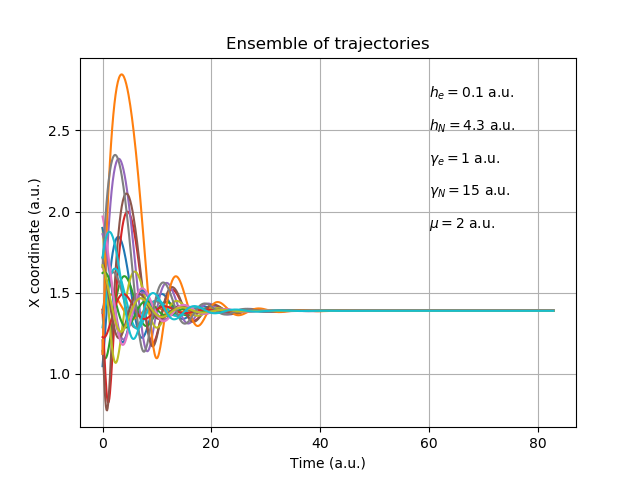 Ensemble of trajectories
h_e = 0.1 a.u.
h_N = 4.3 a.u.
γ_e = 1 a.u.
γ_N = 15 a.u.
μ = 2 a.u.
X coordinate (a.u.)
2.5
2.0
1.5
1.0
0 20 40 60 80
Time (a.u.)